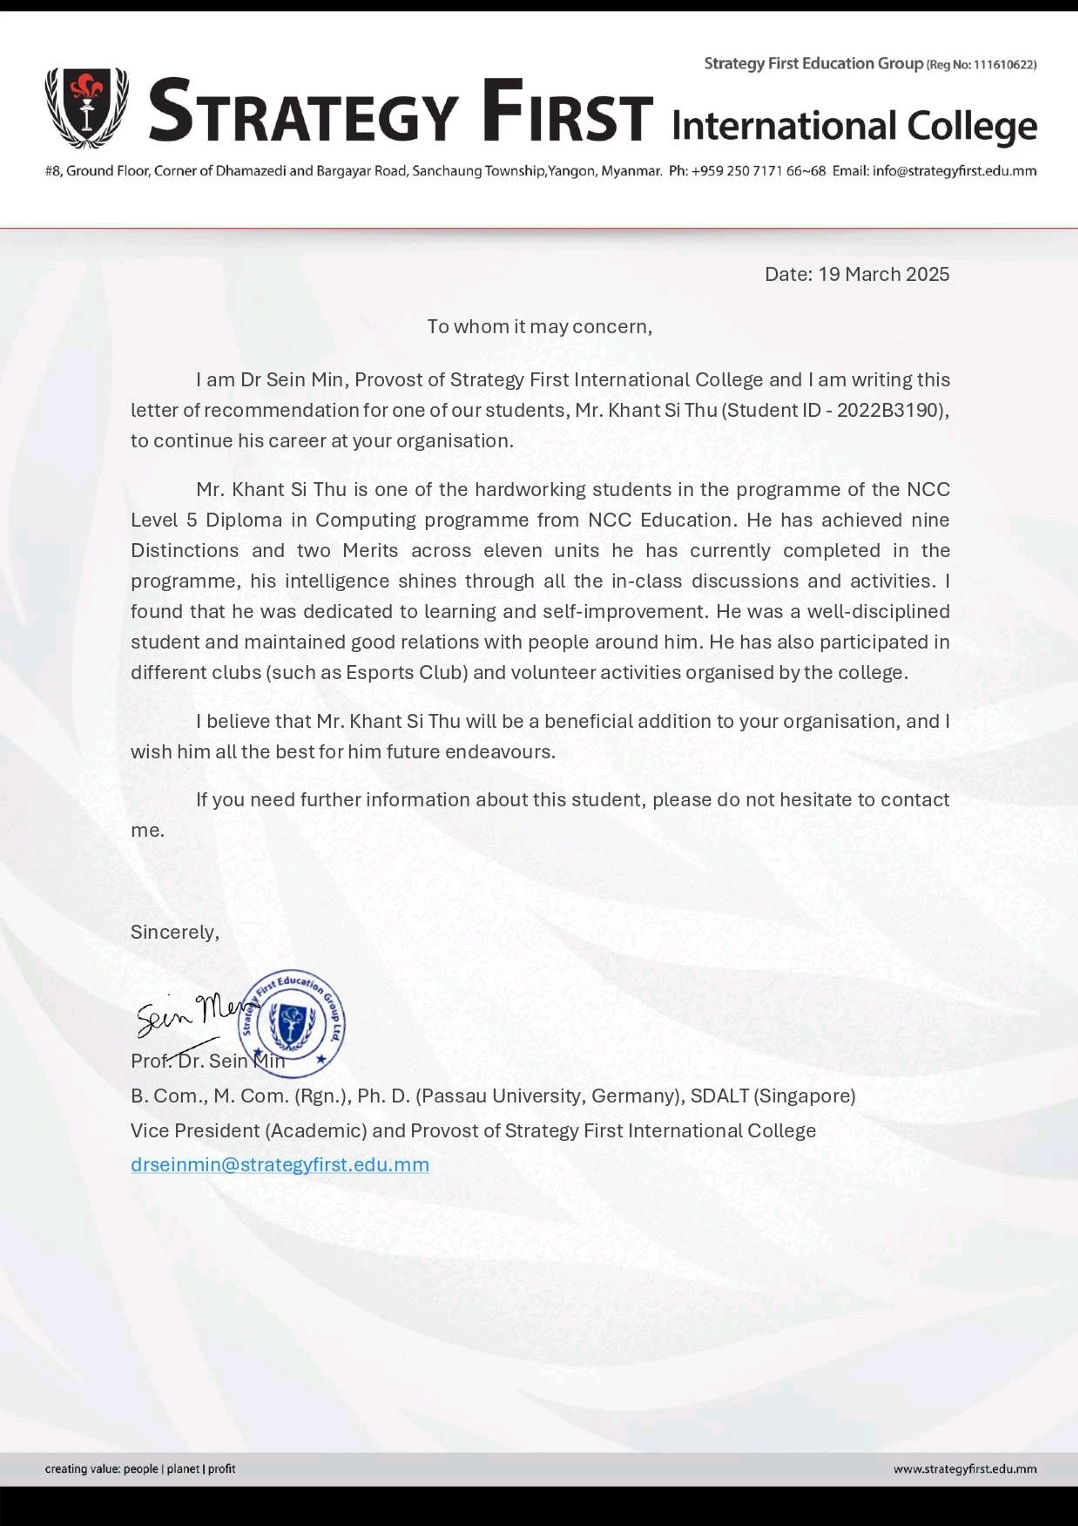 Strategy First Education Group (Reg No: 111610622)
STRATEGY FIRST International College
#8, Ground Floor, Corner of Dhamazedi and Bargayar Road, Sanchaung Township,Yangon, Myanmar. Ph: +959 250 7171 66~68 Email: info@strategyfirst.edu.mm
Date: 19 March 2025
To whom it may concern,
I am Dr Sein Min, Provost of Strategy First International College and I am writing this
letter of recommendation for one of our students, Mr. Khant Si Thu (Student ID - 2022B3190),
to continue his career at your organisation.
Mr. Khant Si Thu is one of the hardworking students in the programme of the NCC
Level 5 Diploma in Computing programme from NCC Education. He has achieved nine
Distinctions and two Merits across eleven units he has currently completed in the
programme, his intelligence shines through all the in-class discussions and activities. I
found that he was dedicated to learning and self-improvement. He was a well-disciplined
student and maintained good relations with people around him. He has also participated in
different clubs (such as Esports Club) and volunteer activities organised by the college.
I believe that Mr. Khant Si Thu will be a beneficial addition to your organisation, and I
wish him all the best for him future endeavours.
If you need further information about this student, please do not hesitate to contact
me.
Sincerely,
Sein Men
Strategy First Education Group Ltd.
Prof. Dr. Sein Min
B. Com., M. Com. (Rgn.), Ph. D. (Passau University, Germany), SDALT (Singapore)
Vice President (Academic) and Provost of Strategy First International College
drseinmin@strategyfirst.edu.mm
creating value: people | planet | profit
www.strategyfirst.edu.mm